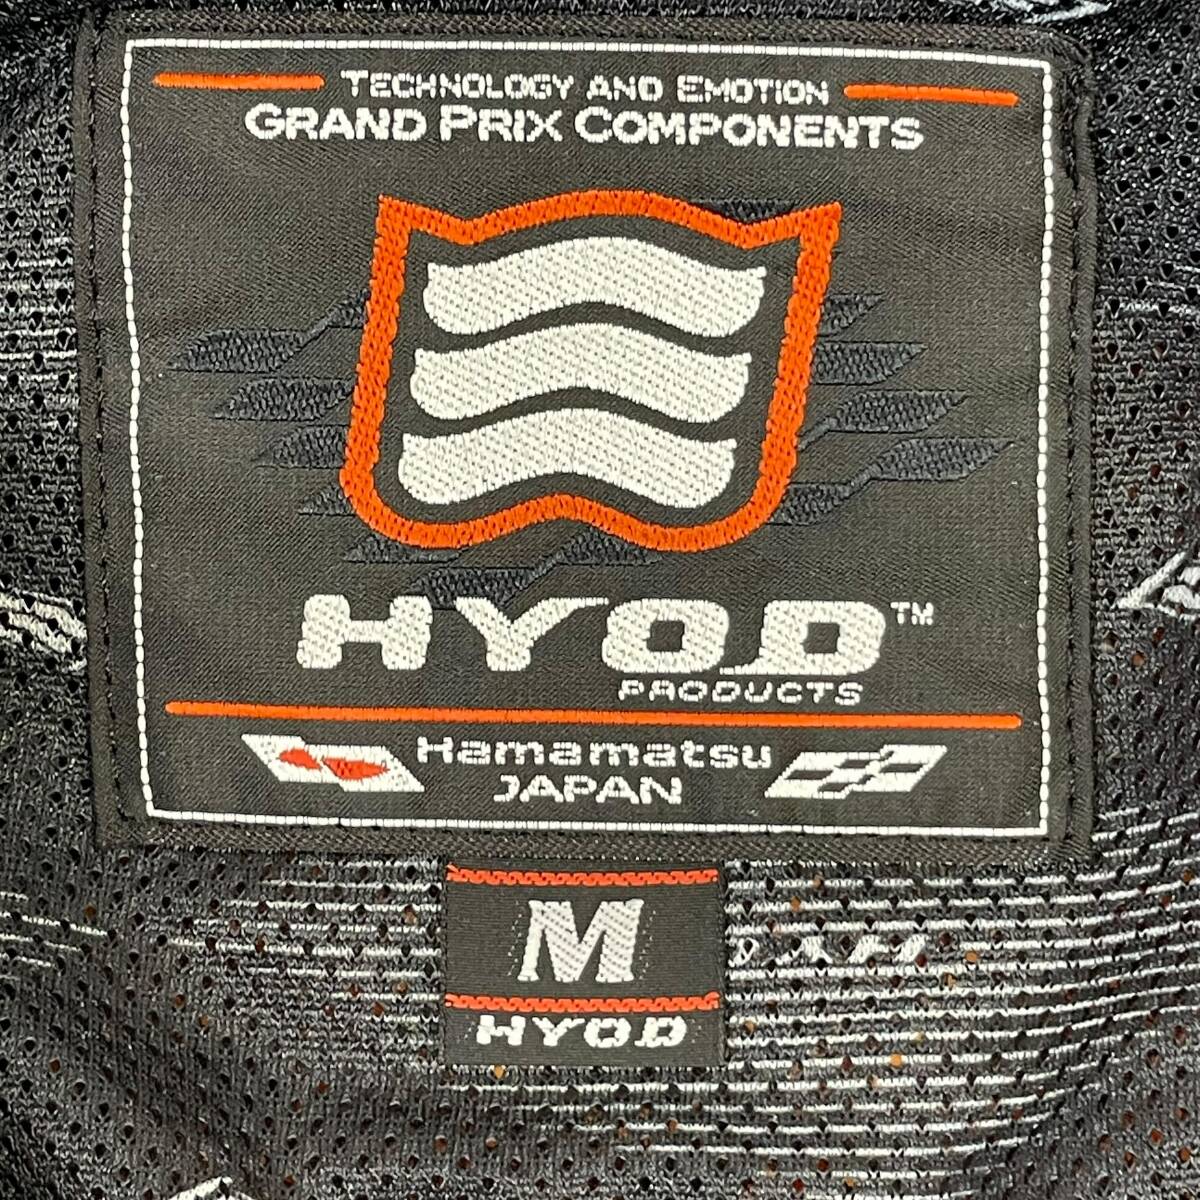 TECHNOLOGY AND EMOTION
GRAND PRIX COMPONENTS
HYOD™
PRODUCTS
Hamamatsu
JAPAN
M
HYOD